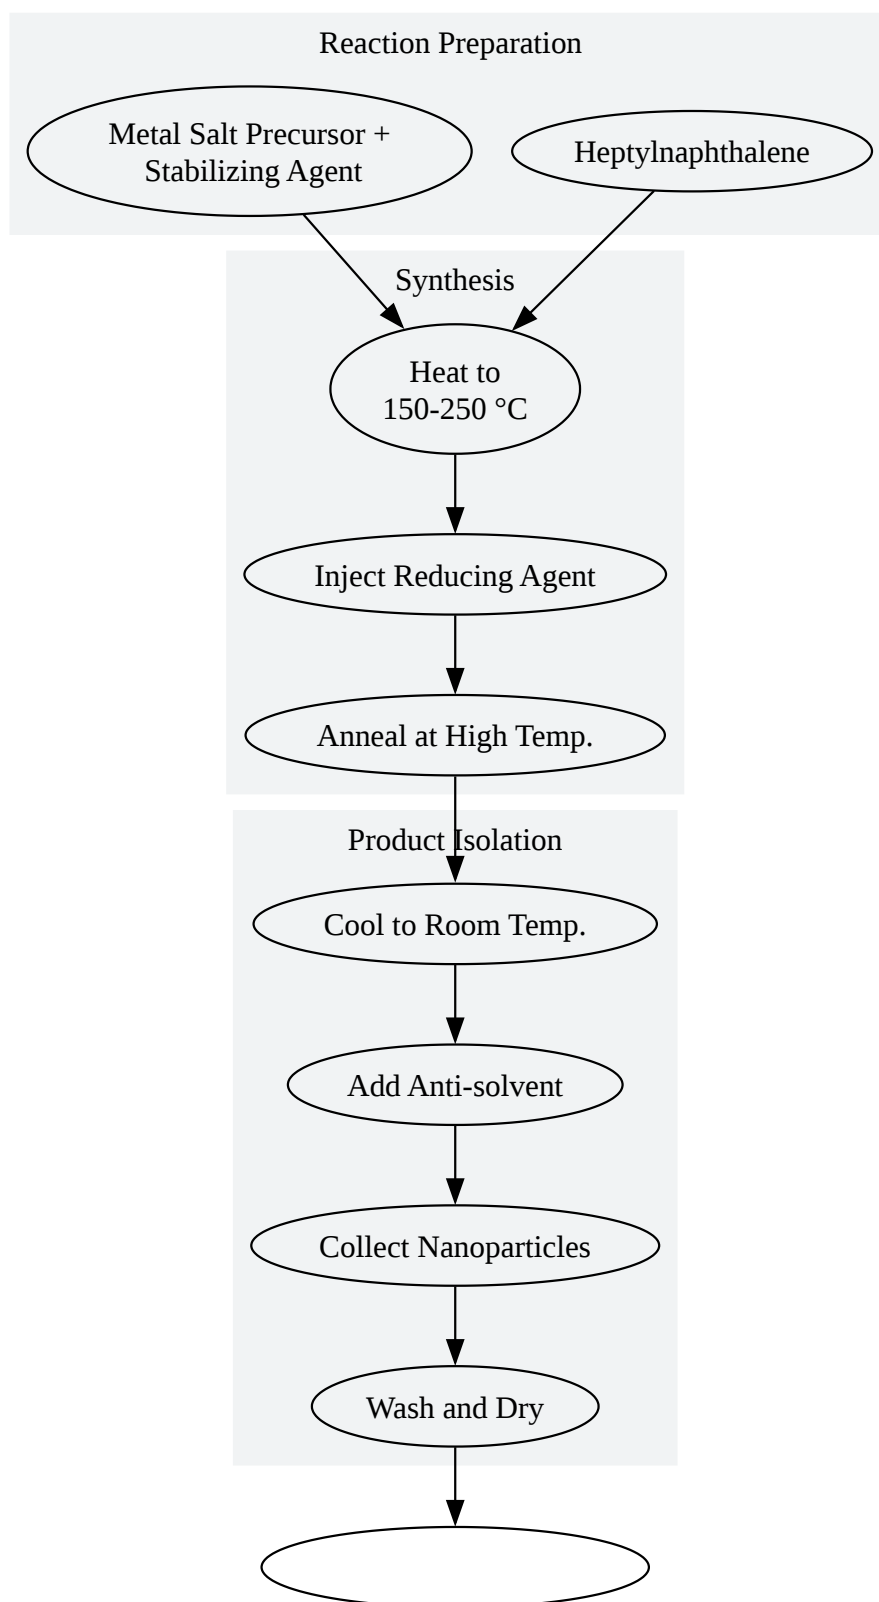 Reaction Preparation
Metal Salt Precursor +
Stabilizing Agent
Heptylnaphthalene
Synthesis
Heat to
150-250 °C
Inject Reducing Agent
Anneal at High Temp.
Product Isolation
Cool to Room Temp.
Add Anti-solvent
Collect Nanoparticles
Wash and Dry